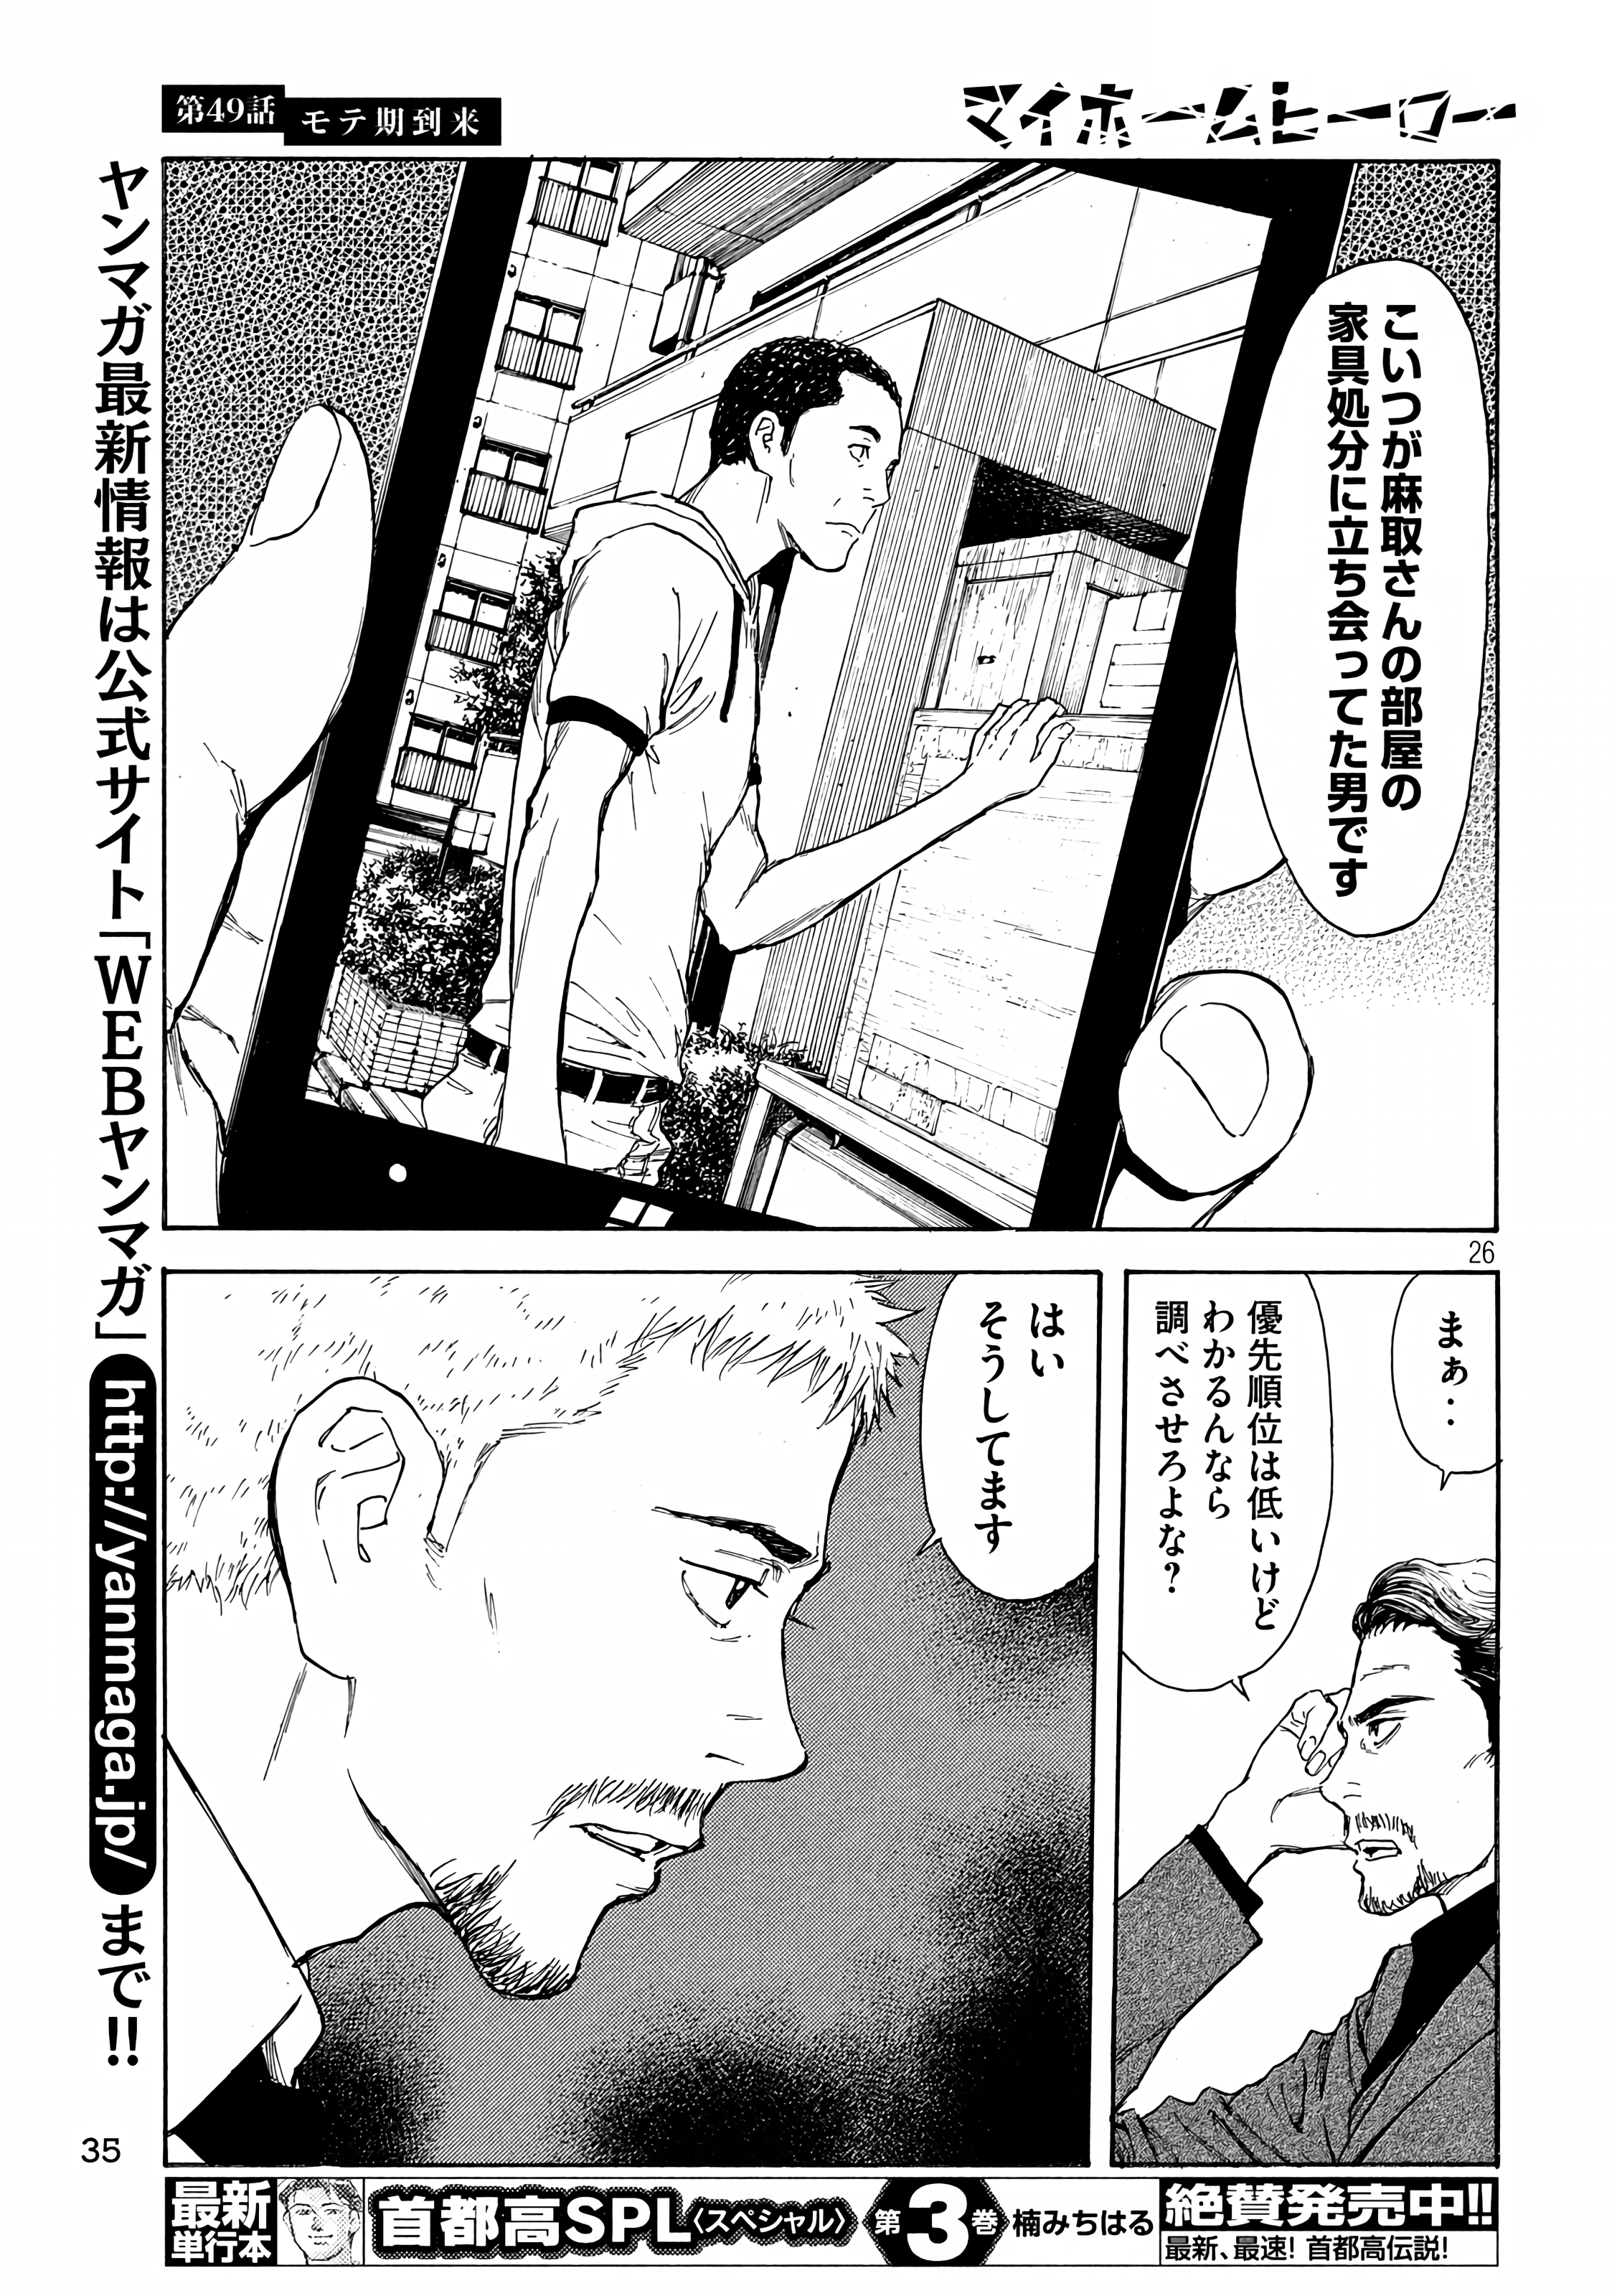 第49話
モテ期到来
マイホームヒーロー
こいつが麻取さんの部屋の
家具処分に立ち会ってた男です
26
まぁ‥
優先順位は低いけど
わかるんなら
調べさせろよな?
はい
そうしてます
ヤンマガ最新情報は公式サイト「WEBヤンマガ」http://yanmaga.jp/まで!!
35
最新
単行本
首都高SPL〈スペシャル〉
第3巻
楠みちはる
絶賛発売中!!
最新、最速! 首都高伝説!